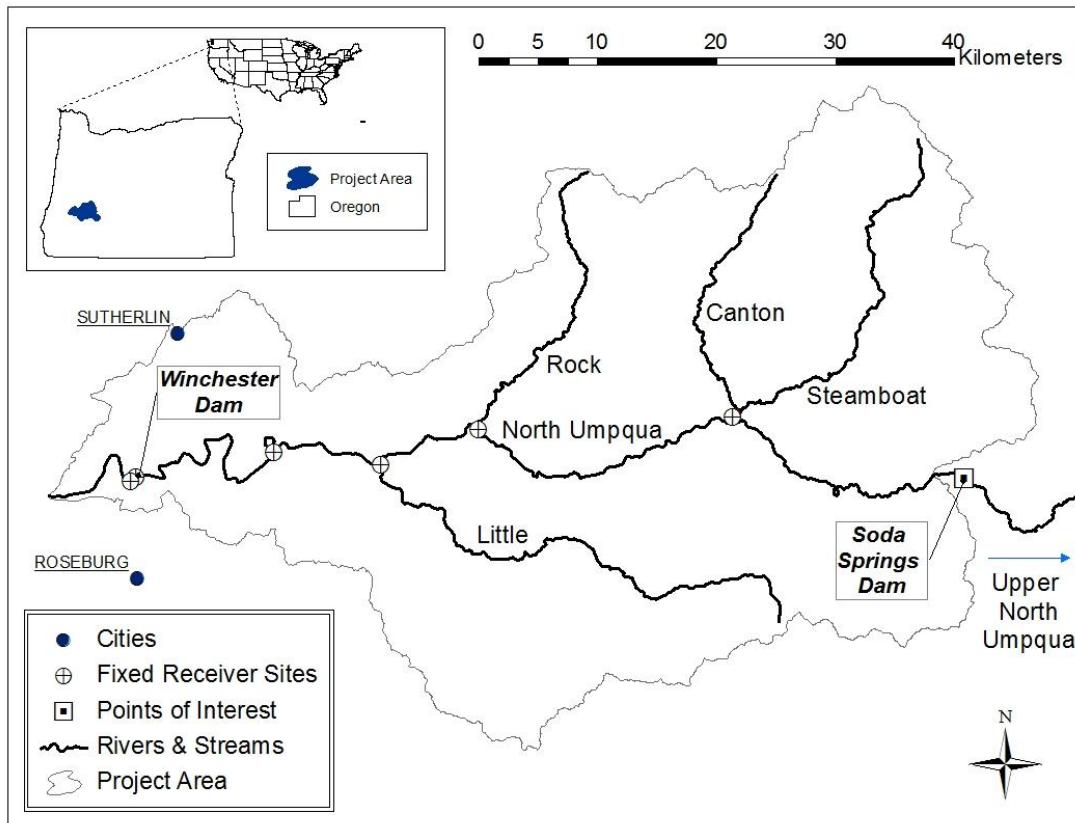 0 5 10 20 30 40
Kilometers
Project Area
Oregon
SUTHERLIN
Winchester
Dam
Rock
Canton
North Umpqua
Steamboat
Little
ROSEBURG
Soda
Springs
Dam
Upper
North
Umpqua
Cities
Fixed Receiver Sites
Points of Interest
Rivers & Streams
Project Area
N